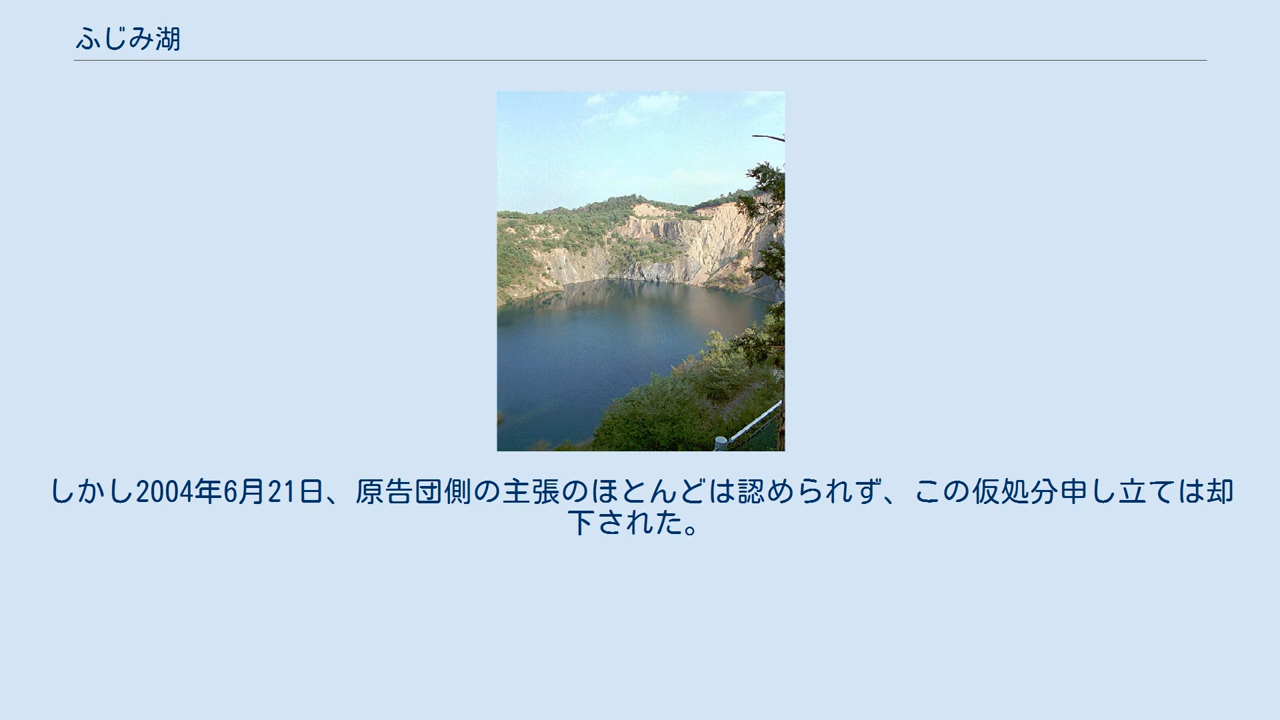 ふじみ湖
しかし2004年6月21日、原告団側の主張のほとんどは認められず、この仮処分申し立ては却
下された。